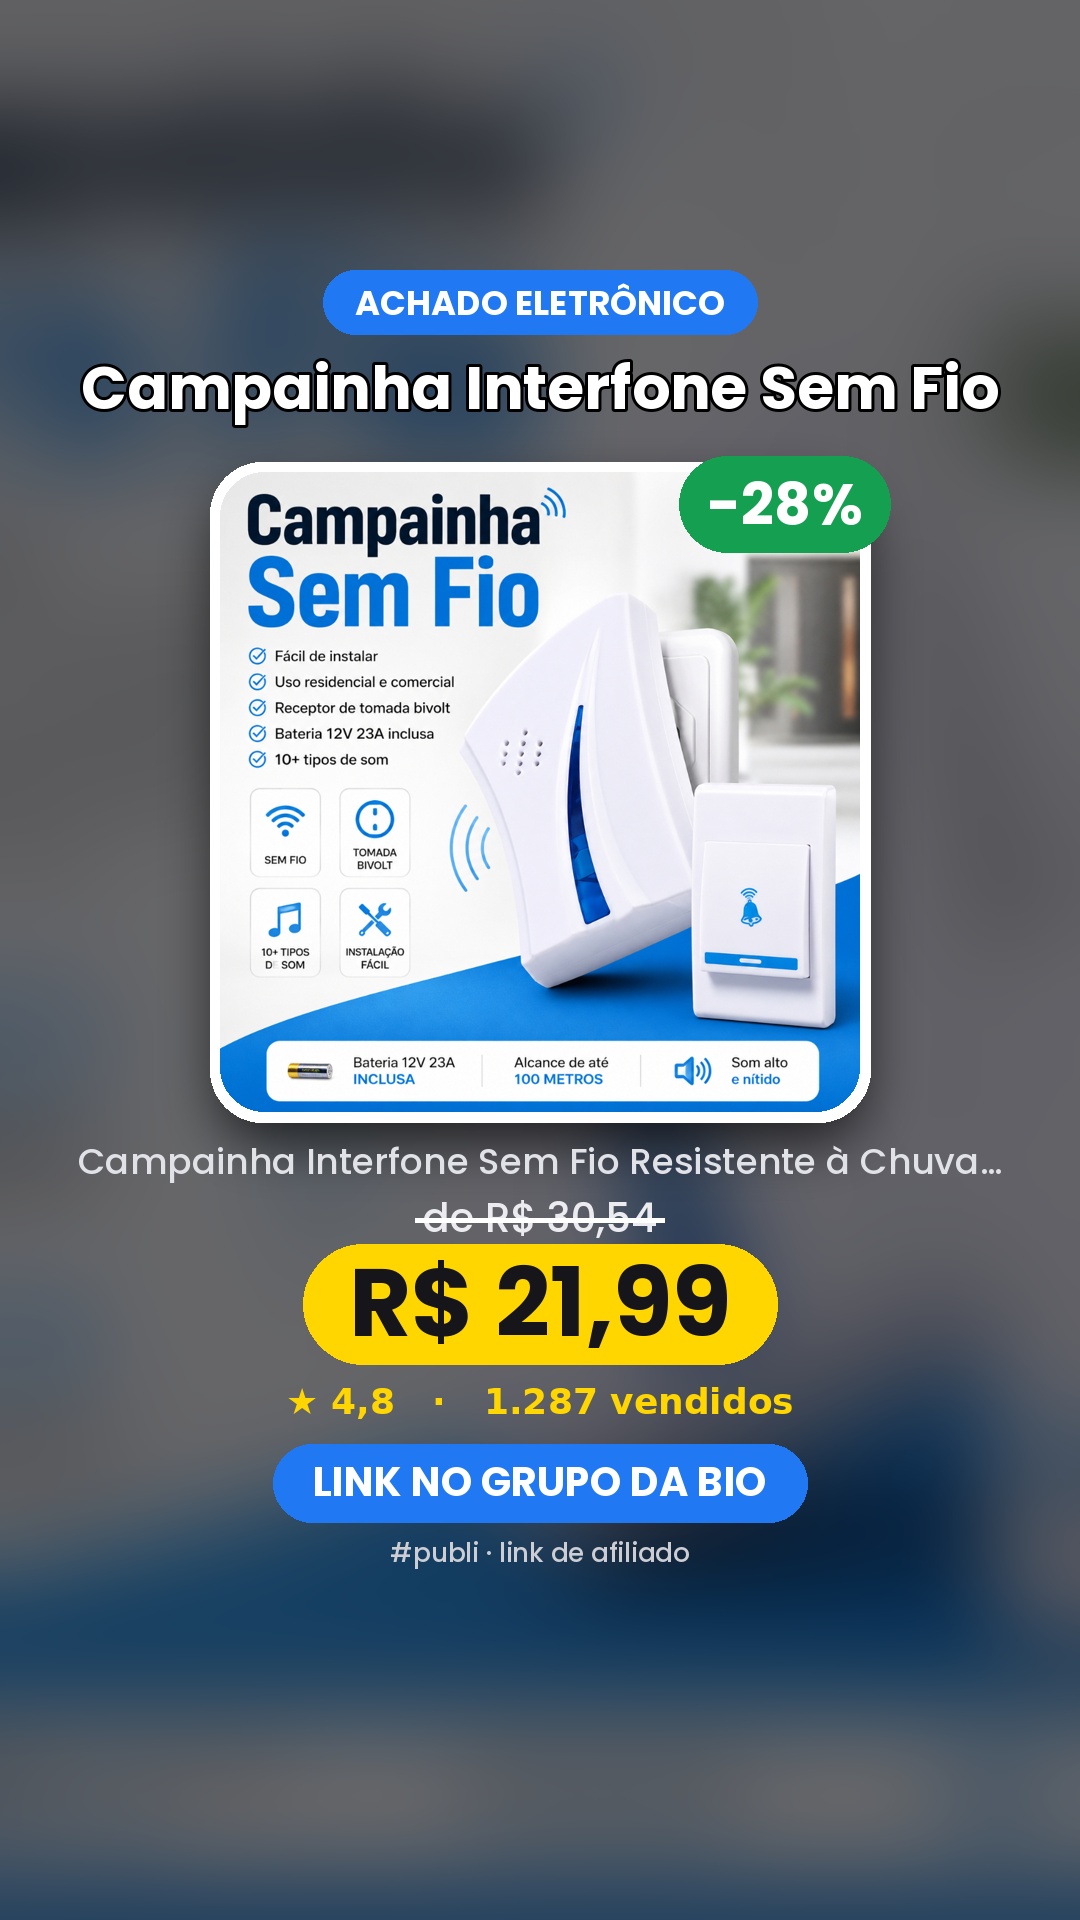 ACHADO ELETRÔNICO
Campainha Interfone Sem Fio
-28%
Campainha
Sem Fio
Fácil de instalar
Uso residencial e comercial
Receptor de tomada bivolt
Bateria 12V 23A inclusa
10+ tipos de som
SEM FIO
TOMADA
BIVOLT
10+ TIPOS
DE SOM
INSTALAÇÃO
FÁCIL
Bateria 12V 23A
INCLUSA
Alcance de até
100 METROS
Som alto
e nítido
Campainha Interfone Sem Fio Resistente à Chuva...
de R$ 30,54
R$ 21,99
★ 4,8 · 1.287 vendidos
LINK NO GRUPO DA BIO
#publi · link de afiliado